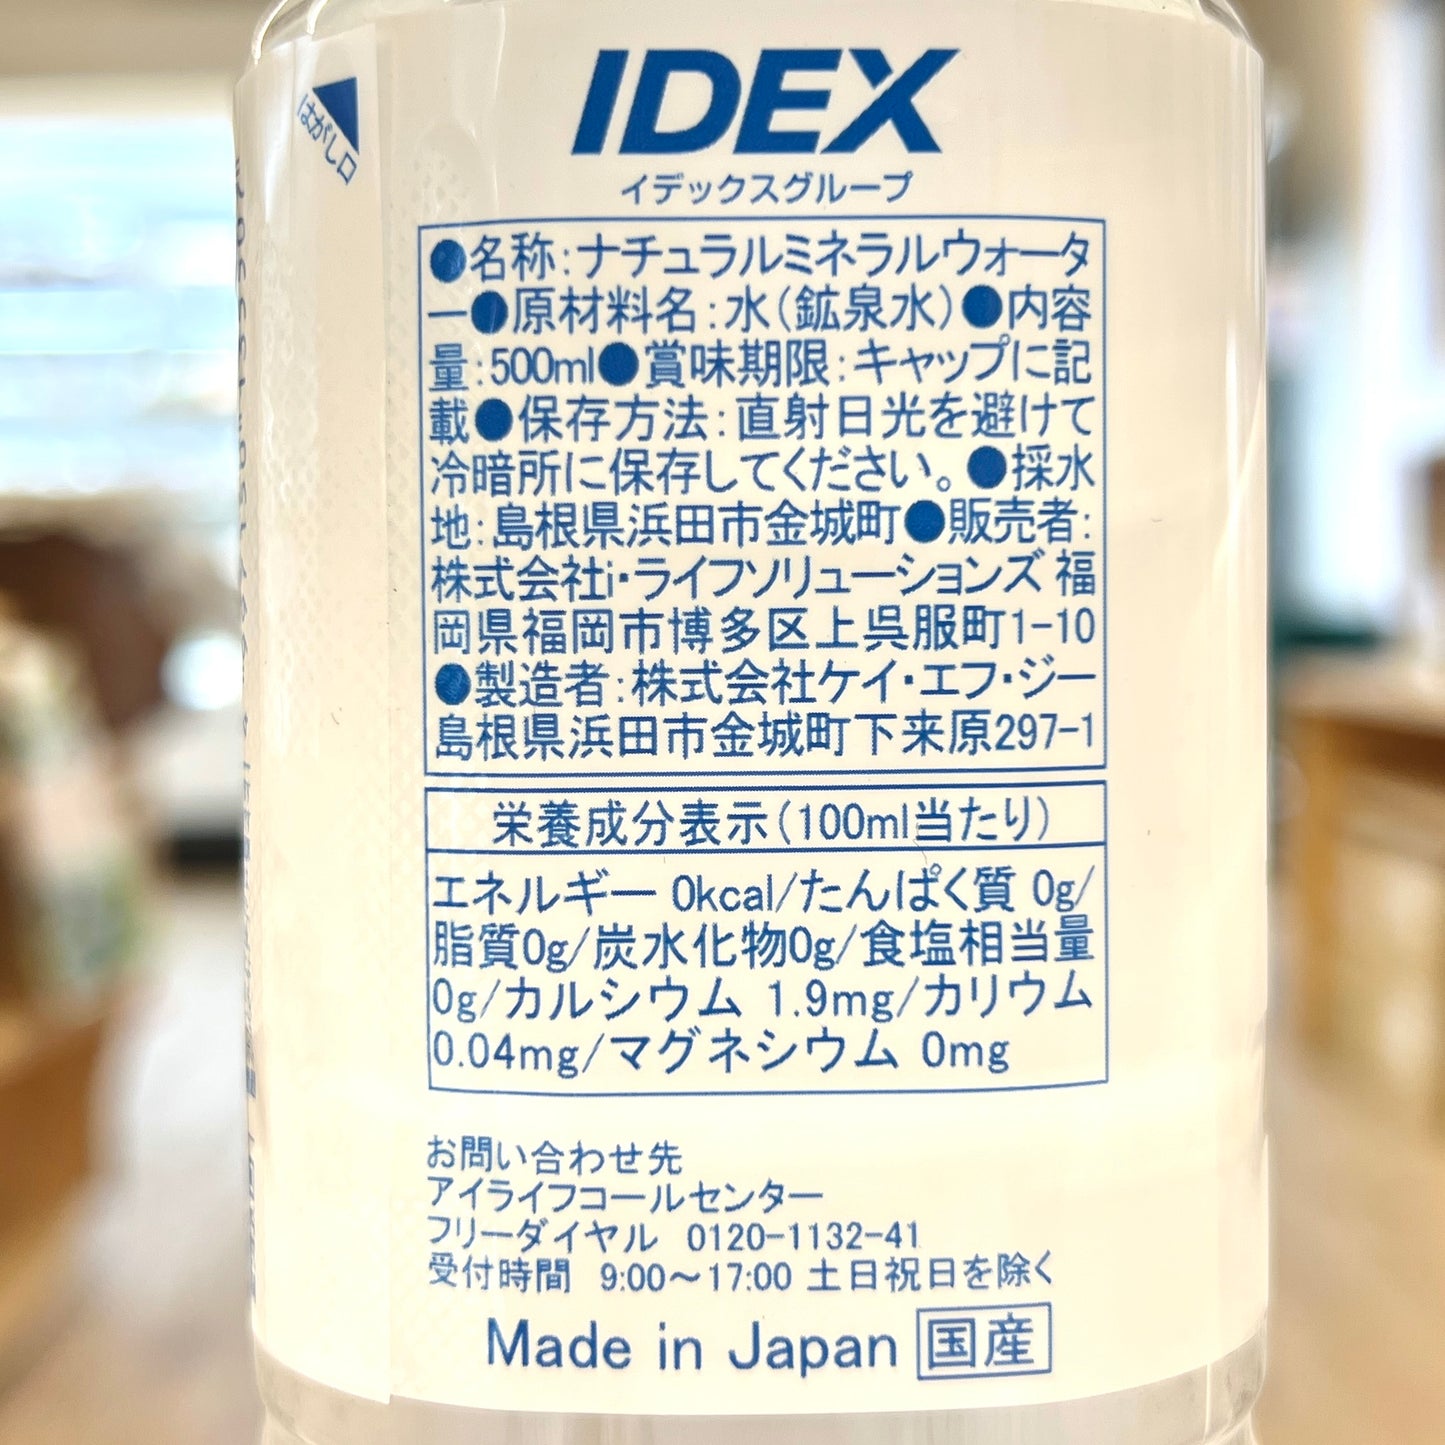 IDEX
イデックスグループ
はがし口
●名称:ナチュラルミネラルウォータ
ー●原材料名:水(鉱泉水)●内容
量:500ml●賞味期限:キャップに記
載●保存方法:直射日光を避けて
冷暗所に保存してください。●採水
地:島根県浜田市金城町●販売者:
株式会社i・ライフソリューションズ 福
岡県福岡市博多区上呉服町1-10
●製造者:株式会社ケイ・エフ・ジー
島根県浜田市金城町下来原297-1
栄養成分表示(100ml当たり)
エネルギー 0kcal/たんぱく質 0g/
脂質0g/炭水化物0g/食塩相当量
0g/カルシウム 1.9mg/カリウム
0.04mg/マグネシウム 0mg
お問い合わせ先
アイライフコールセンター
フリーダイヤル 0120-1132-41
受付時間 9:00～17:00 土日祝日を除く
Made in Japan 国産